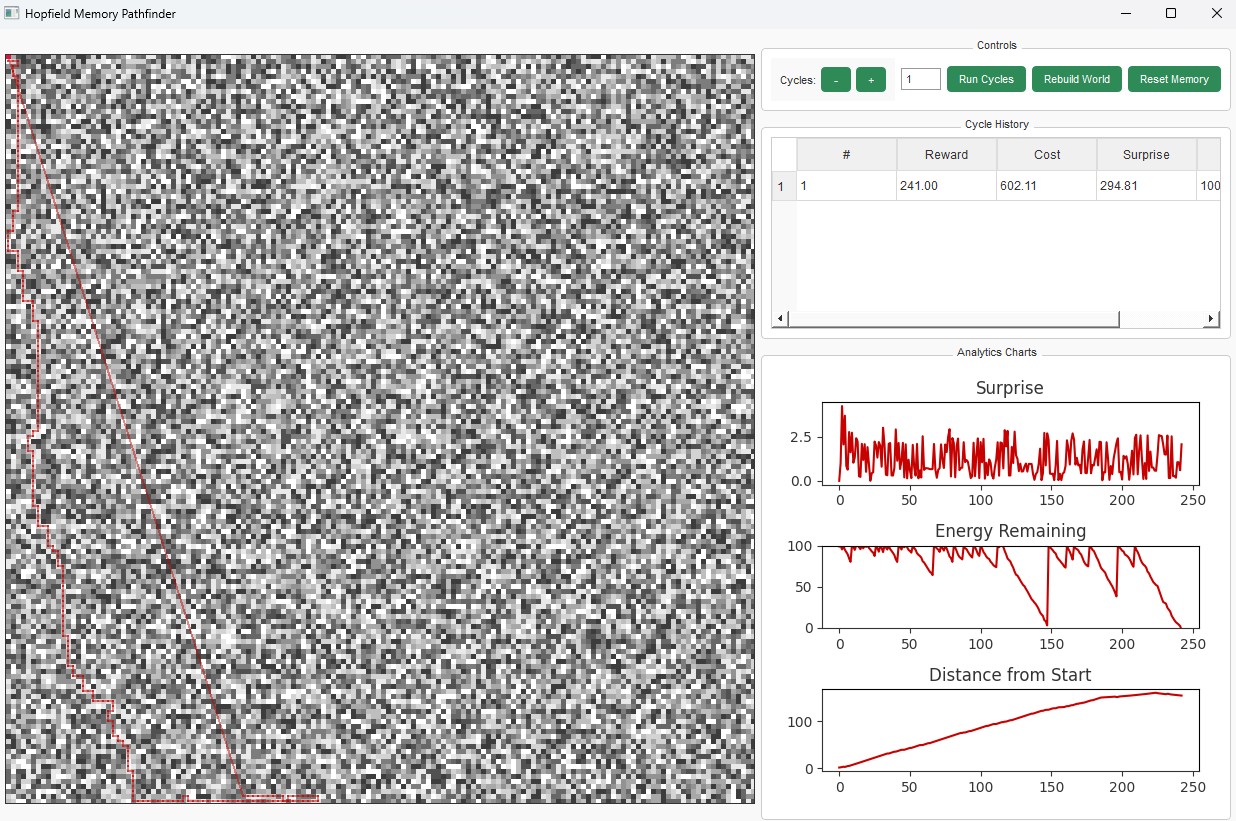 Hopfield Memory Pathfinder
Controls
Cycles: - + 1 Run Cycles Rebuild World Reset Memory
Cycle History
# Reward Cost Surprise
1 1 241.00 602.11 294.81 100
Analytics Charts
Surprise
2.5
0.0
0 50 100 150 200 250
Energy Remaining
100
50
0
0 50 100 150 200 250
Distance from Start
100
0
0 50 100 150 200 250